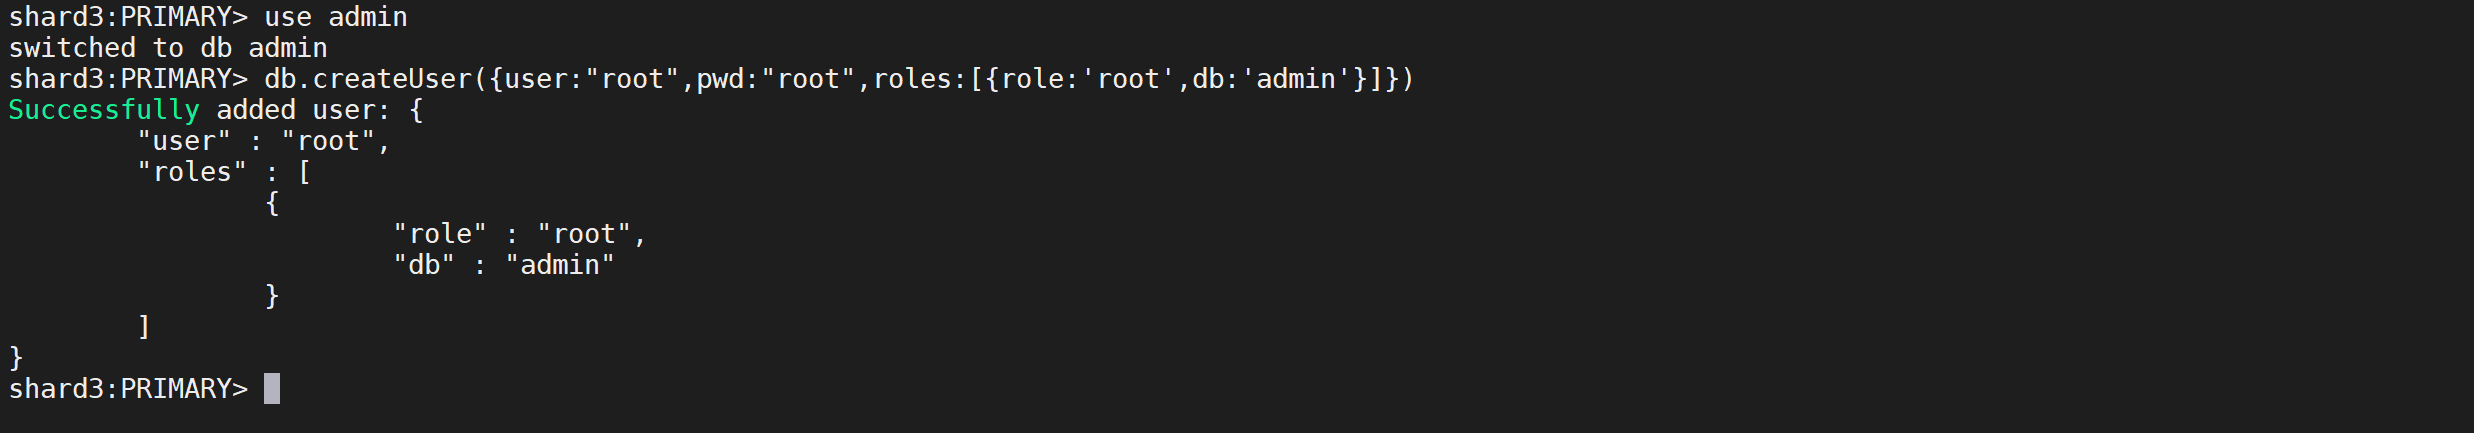 shard3:PRIMARY> use admin
switched to db admin
shard3:PRIMARY> db.createUser({user:"root",pwd:"root",roles:[{role:'root',db:'admin'}]})
Successfully added user: {
        "user" : "root",
        "roles" : [
                {
                        "role" : "root",
                        "db" : "admin"
                }
        ]
}
shard3:PRIMARY>